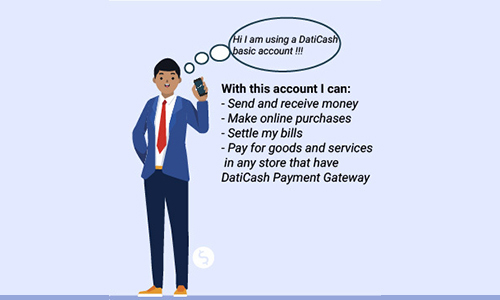 Hi I am using a DatiCash
basic account !!!
With this account I can:
- Send and receive money
- Make online purchases
- Settle my bills
- Pay for goods and services
in any store that have
DatiCash Payment Gateway